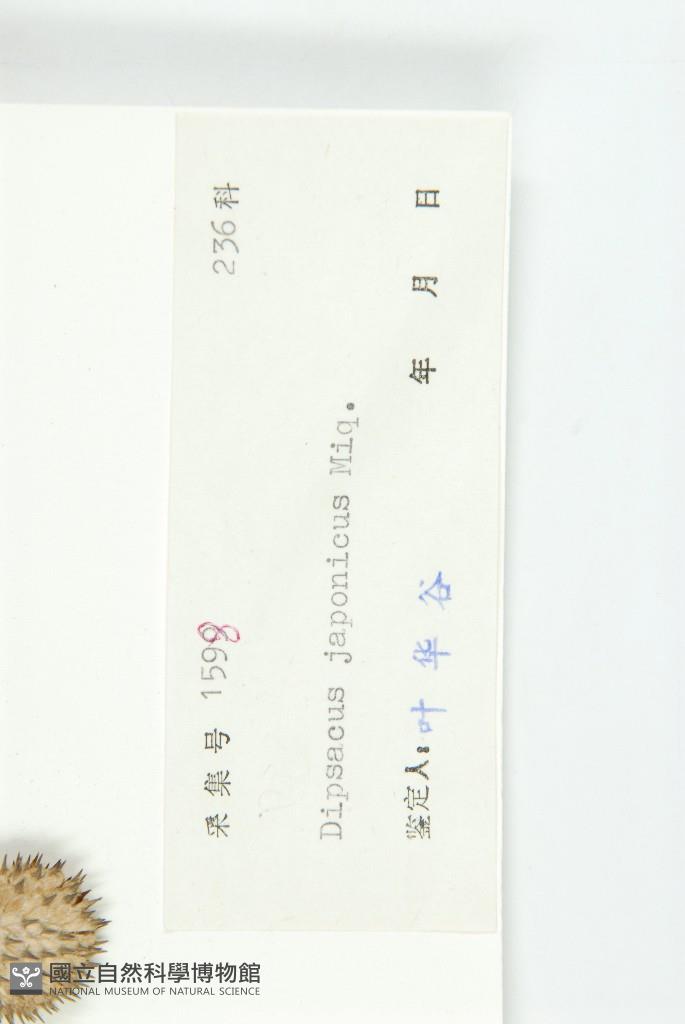 采集号 1598 236科
Dipsacus japonicus Miq.
鉴定人: 叶华谷 年 月 日
國立自然科學博物館
NATIONAL MUSEUM OF NATURAL SCIENCE